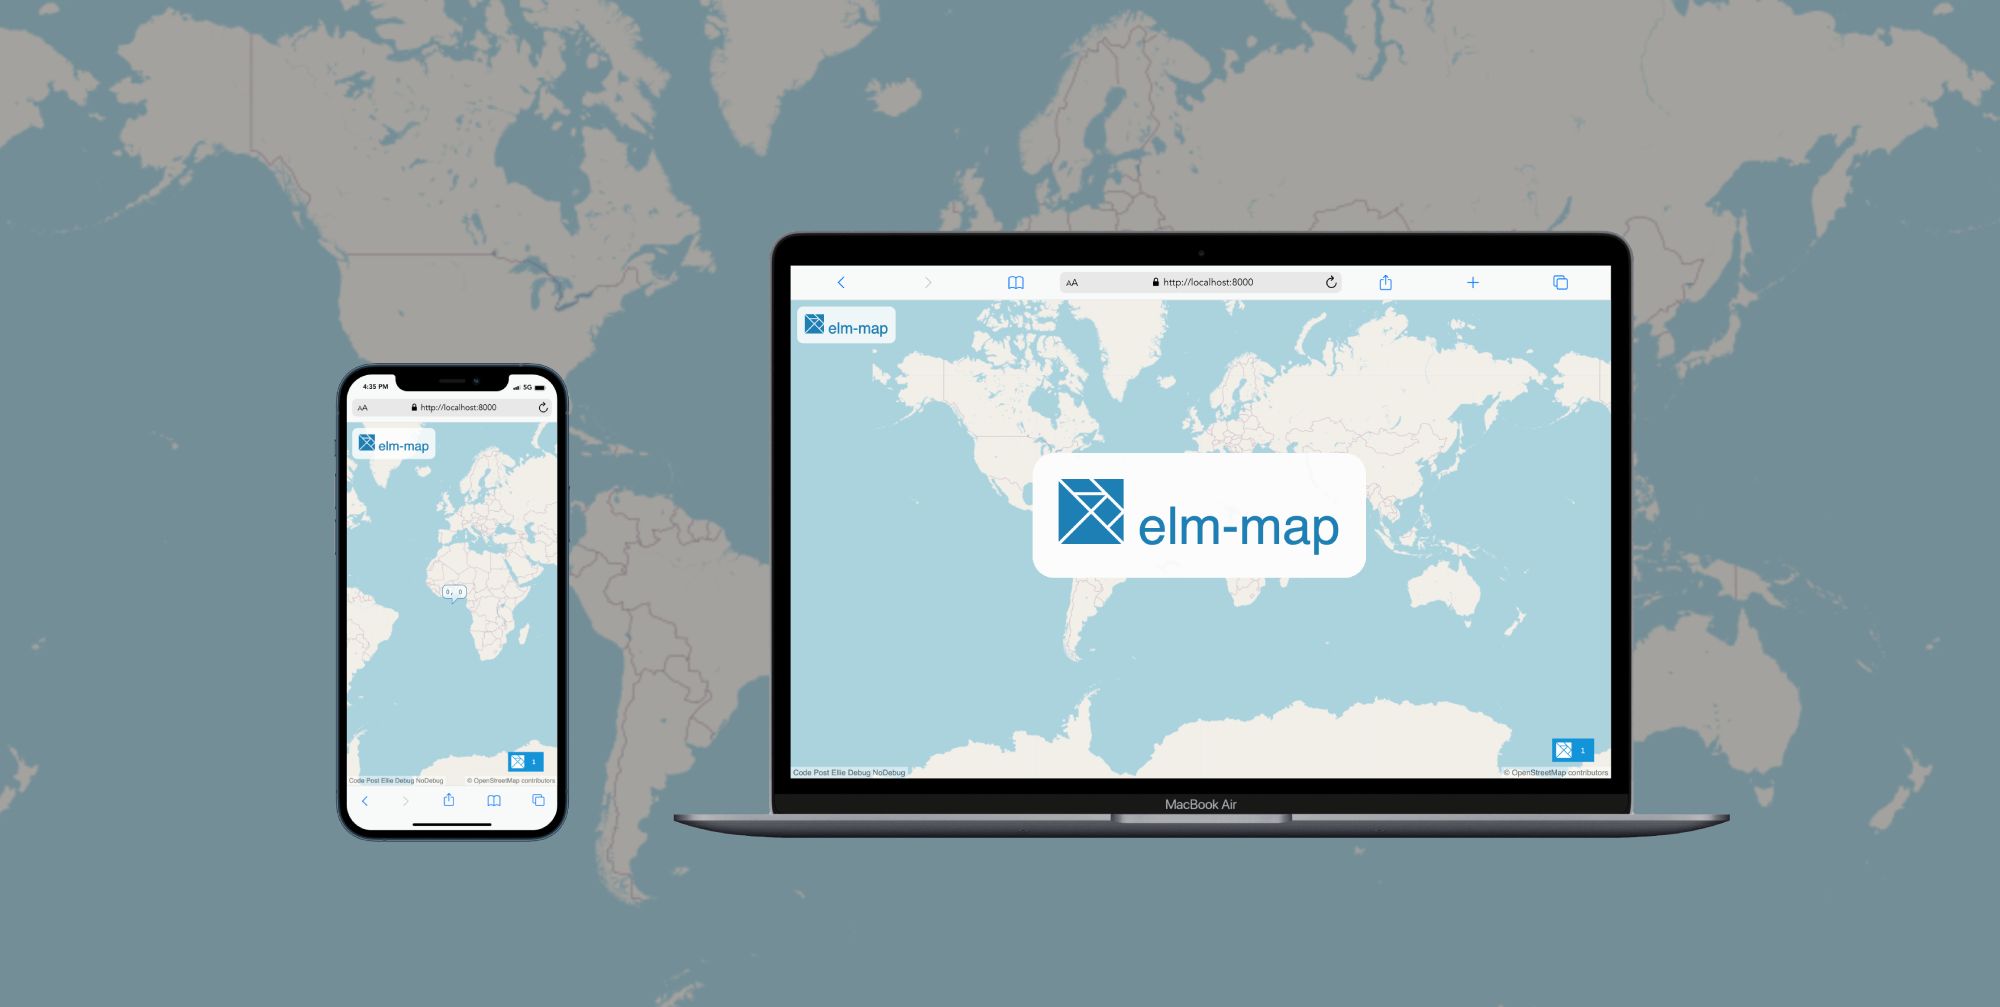 4:35 PM
5G
AA http://localhost:8000
elm-map
0, 0
1
Code Post Ellie Debug NoDebug
© OpenStreetMap contributors
AA http://localhost:8000
elm-map
elm-map
1
Code Post Ellie Debug NoDebug
© OpenStreetMap contributors
MacBook Air